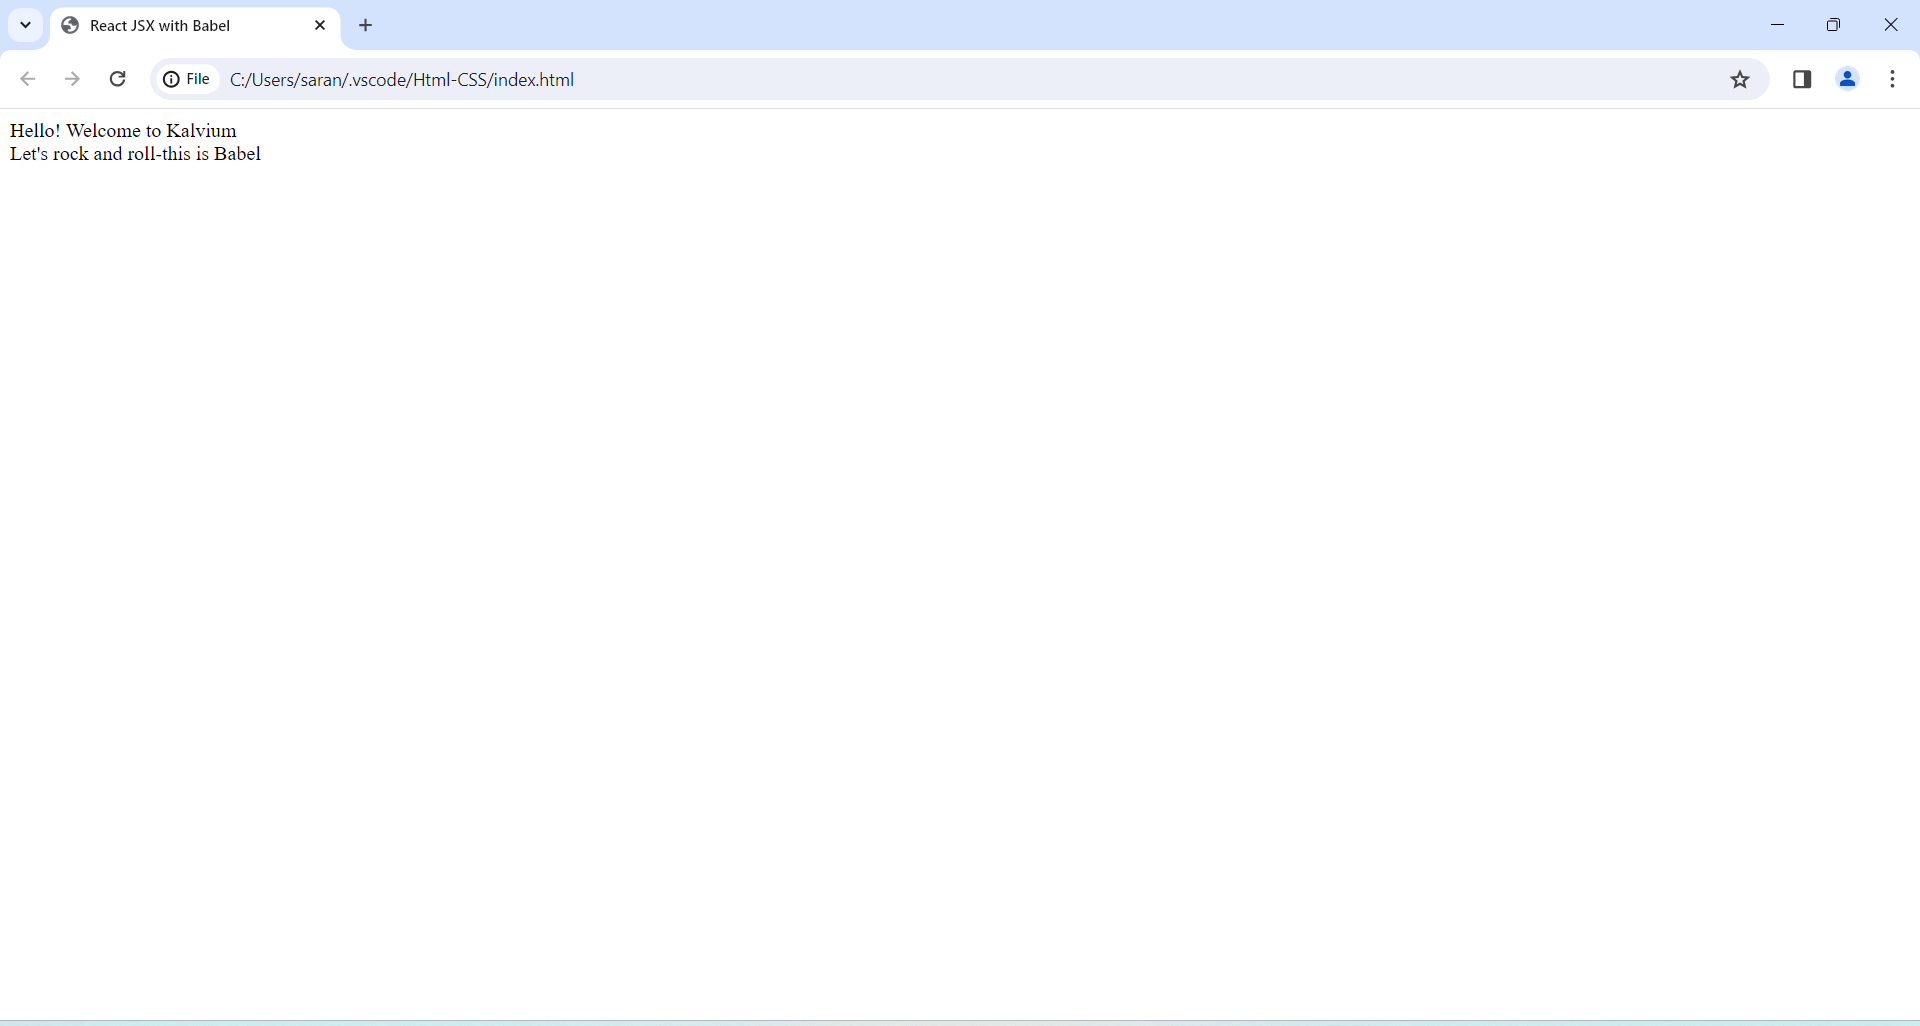 React JSX with Babel
File C:/Users/saran/.vscode/Html-CSS/index.html
Hello! Welcome to Kalvium
Let's rock and roll-this is Babel